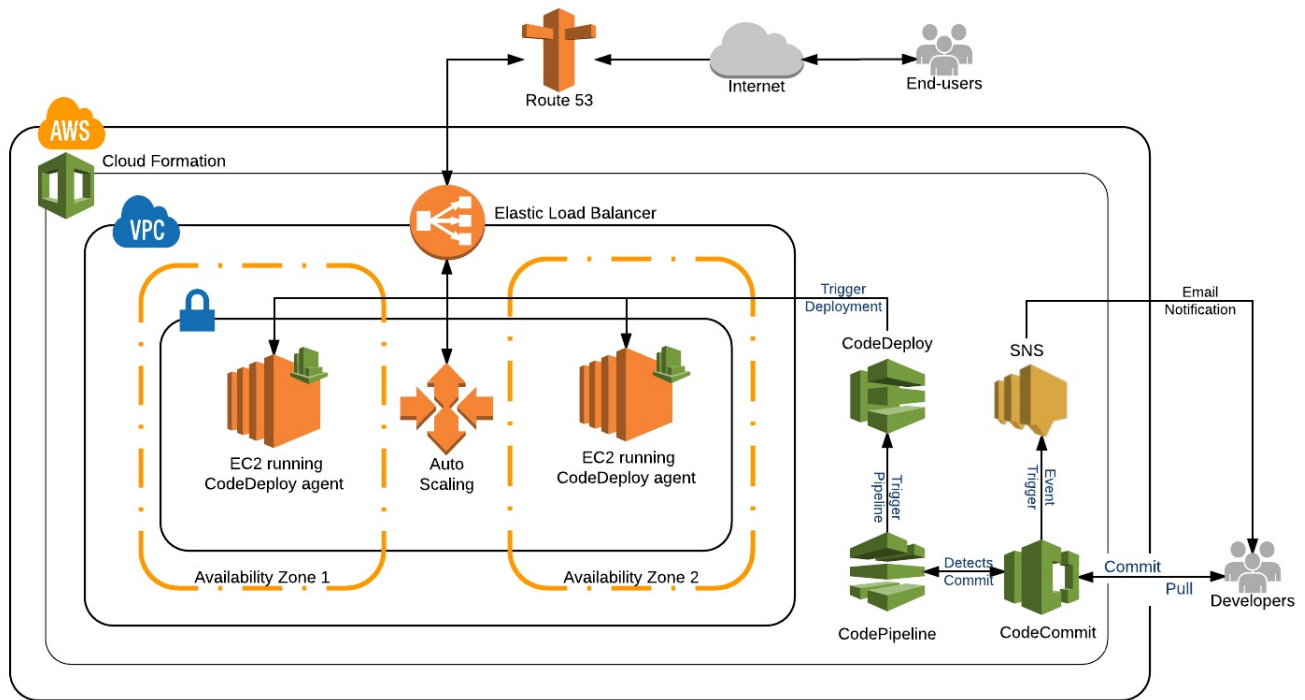 Route 53
Internet
End-users
AWS
Cloud Formation
VPC
Elastic Load Balancer
Trigger
Deployment
Email
Notification
CodeDeploy
SNS
EC2 running
CodeDeploy agent
Auto
Scaling
EC2 running
CodeDeploy agent
Trigger
Pipeline
Event
Trigger
Availability Zone 1
Availability Zone 2
Detects
Commit
Commit
Pull
Developers
CodePipeline
CodeCommit